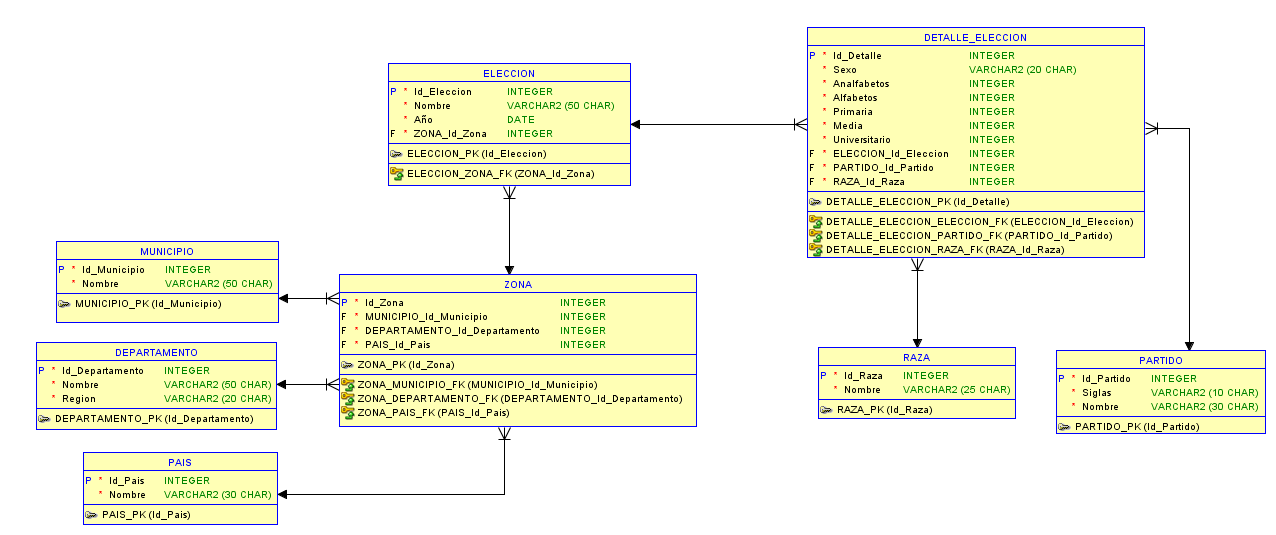 DETALLE_ELECCION
P * Id_Detalle INTEGER
* Sexo VARCHAR2 (20 CHAR)
* Analfabetos INTEGER
* Alfabetos INTEGER
* Primaria INTEGER
* Media INTEGER
* Universitario INTEGER
F * ELECCION_Id_Eleccion INTEGER
F * PARTIDO_Id_Partido INTEGER
F * RAZA_Id_Raza INTEGER
DETALLE_ELECCION_PK (Id_Detalle)
DETALLE_ELECCION_ELECCION_FK (ELECCION_Id_Eleccion)
DETALLE_ELECCION_PARTIDO_FK (PARTIDO_Id_Partido)
DETALLE_ELECCION_RAZA_FK (RAZA_Id_Raza)
ELECCION
P * Id_Eleccion INTEGER
* Nombre VARCHAR2 (50 CHAR)
* Año DATE
F * ZONA_Id_Zona INTEGER
ELECCION_PK (Id_Eleccion)
ELECCION_ZONA_FK (ZONA_Id_Zona)
MUNICIPIO
P * Id_Municipio INTEGER
* Nombre VARCHAR2 (50 CHAR)
MUNICIPIO_PK (Id_Municipio)
ZONA
P * Id_Zona INTEGER
F * MUNICIPIO_Id_Municipio INTEGER
F * DEPARTAMENTO_Id_Departamento INTEGER
F * PAIS_Id_Pais INTEGER
ZONA_PK (Id_Zona)
ZONA_MUNICIPIO_FK (MUNICIPIO_Id_Municipio)
ZONA_DEPARTAMENTO_FK (DEPARTAMENTO_Id_Departamento)
ZONA_PAIS_FK (PAIS_Id_Pais)
DEPARTAMENTO
P * Id_Departamento INTEGER
* Nombre VARCHAR2 (50 CHAR)
* Region VARCHAR2 (20 CHAR)
DEPARTAMENTO_PK (Id_Departamento)
RAZA
P * Id_Raza INTEGER
* Nombre VARCHAR2 (25 CHAR)
RAZA_PK (Id_Raza)
PARTIDO
P * Id_Partido INTEGER
* Siglas VARCHAR2 (10 CHAR)
* Nombre VARCHAR2 (30 CHAR)
PARTIDO_PK (Id_Partido)
PAIS
P * Id_Pais INTEGER
* Nombre VARCHAR2 (30 CHAR)
PAIS_PK (Id_Pais)